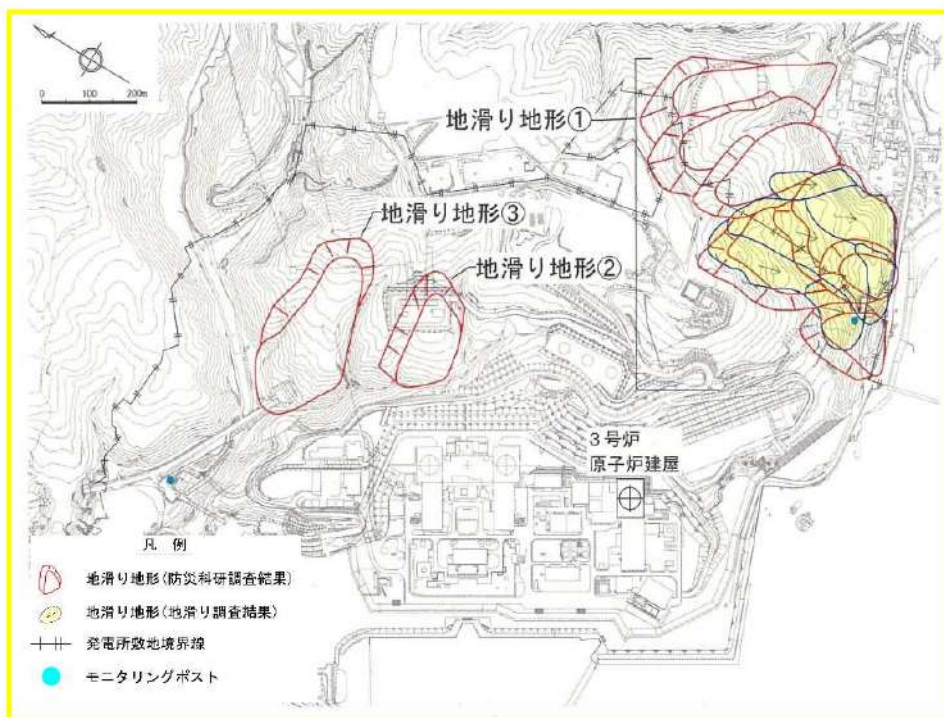 0 100 200m
地滑り地形①
地滑り地形③
地滑り地形②
3号炉
原子炉建屋
凡 例
地滑り地形(防災科研調査結果)
地滑り地形(地滑り調査結果)
発電所敷地境界線
モニタリングポスト